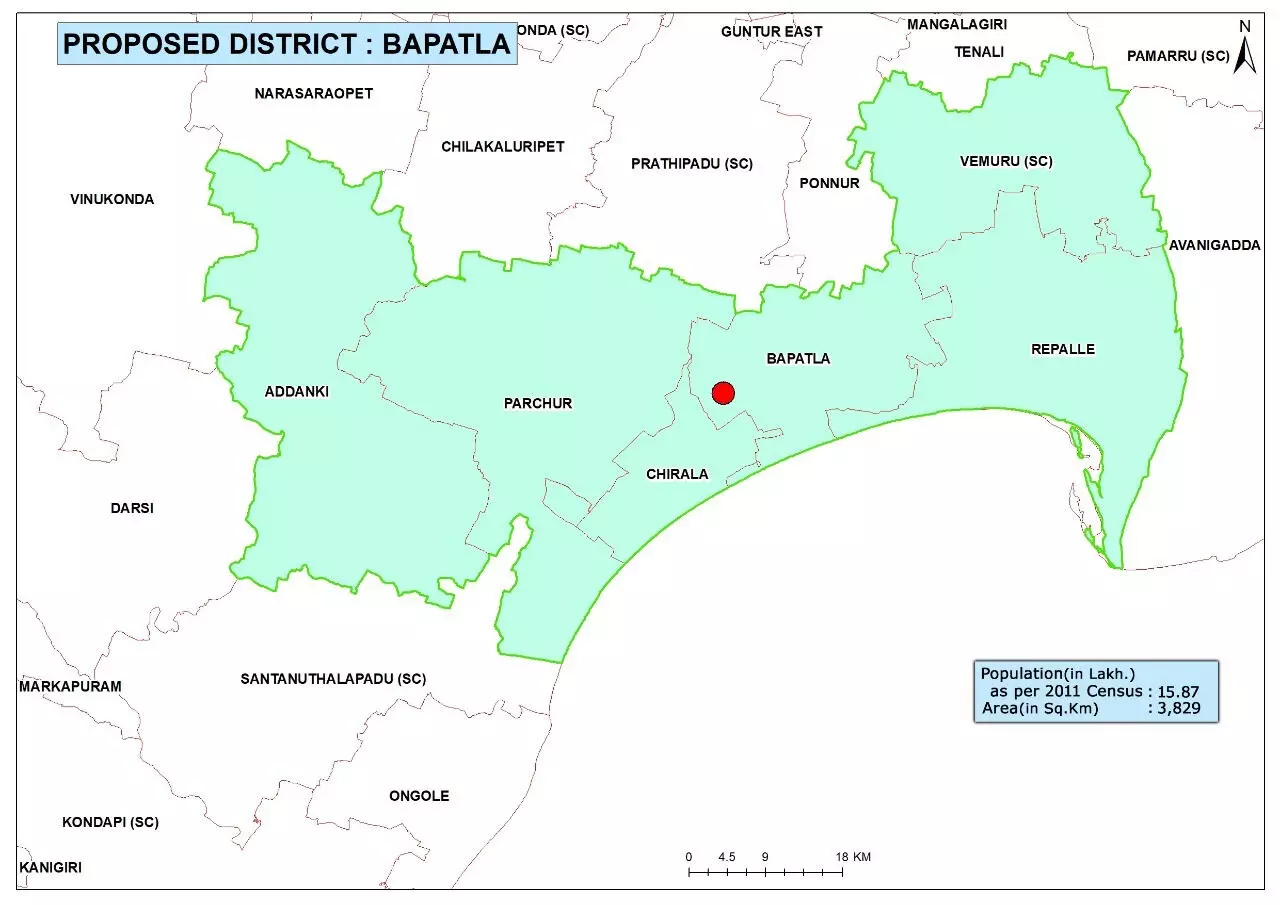 PROPOSED DISTRICT : BAPATLA
ONDA (SC)
GUNTUR EAST
MANGALAGIRI
TENALI
PAMARRU (SC)
N
NARASARAOPET
CHILAKALURIPET
PRATHIPADU (SC)
PONNUR
VEMURU (SC)
VINUKONDA
AVANIGADDA
ADDANKI
PARCHUR
BAPATLA
REPALLE
CHIRALA
DARSI
SANTANUTHALAPADU (SC)
MARKAPURAM
Population(in Lakh.)
as per 2011 Census : 15.87
Area(in Sq.Km) : 3,829
ONGOLE
KONDAPI (SC)
KANIGIRI
0 4.5 9 18 KM